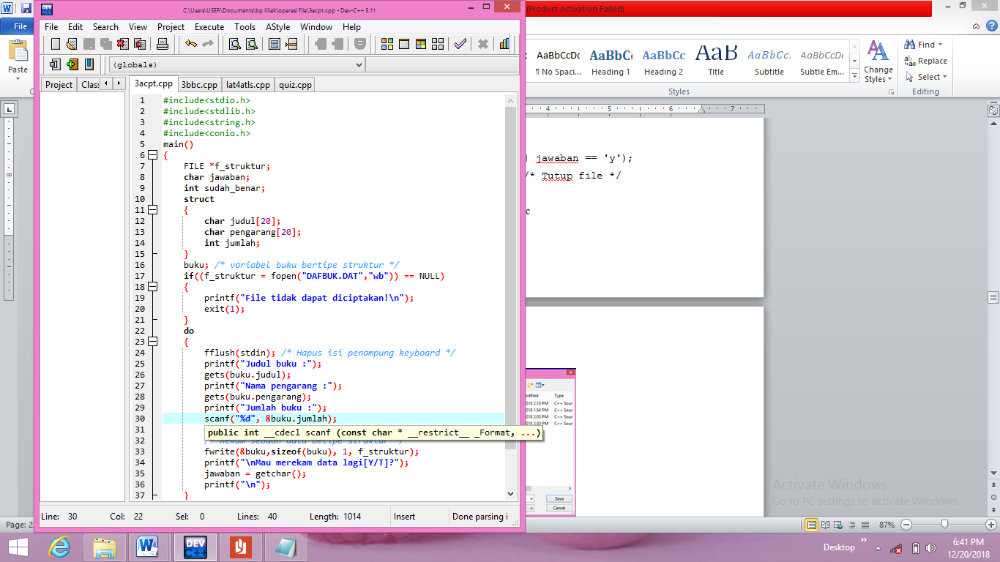 C:\Users\USER\Documents\bp liliek\operasi file\3acpt.cpp - Dev-C++ 5.11
(Product Activation Failed)
File Edit Search View Project Execute Tools AStyle Window Help
File
Paste
(globals)
Project Class 3acpt.cpp 3bbc.cpp lat4atls.cpp quiz.cpp
1 #include<stdio.h>
2 #include<stdlib.h>
3 #include<string.h>
4 #include<conio.h>
5 main()
6 {
7 FILE *f_struktur;
8 char jawaban;
9 int sudah_benar;
10 struct
11 {
12 char judul[20];
13 char pengarang[20];
14 int jumlah;
15 }
16 buku; /* variabel buku bertipe struktur */
17 if((f_struktur = fopen("DAFBUK.DAT","wb")) == NULL)
18 {
19 printf("File tidak dapat diciptakan!\n");
20 exit(1);
21 }
22 do
23 {
24 fflush(stdin); /* Hapus isi penampung keyboard */
25 printf("Judul buku :");
26 gets(buku.judul);
27 printf("Nama pengarang :");
28 gets(buku.pengarang);
29 printf("Jumlah buku :");
30 scanf("%d", &buku.jumlah);
31
public int __cdecl scanf (const char * __restrict__ _Format, ...)
32
33 fwrite(&buku,sizeof(buku), 1, f_struktur);
34 printf("\nMau merekam data lagi[Y/T]?");
35 jawaban = getchar();
36 printf("\n");
37 }
Line: 30 Col: 22 Sel: 0 Lines: 40 Length: 1014 Insert Done parsing i
AaBbCcDc AaBbCc AaBbCc AaB AaBbCc. AaBbCcDc
¶ No Spaci... Heading 1 Heading 2 Title Subtitle Subtle Em...
Change
Styles
Find
Replace
Select
Styles Editing
4 5 6 7
jawaban == 'y');
/* Tutup file */
c
odified Type
2018 2:10 PM C++ Sour
2018 1:54 PM C++ Sour
2018 2:03 PM C++ Sour
2018 2:30 PM C++ Sour
Save
Cancel
Activate Windows
Go to PC settings to activate Windows.
Page: 2
87%
Desktop
6:41 PM
12/20/2018